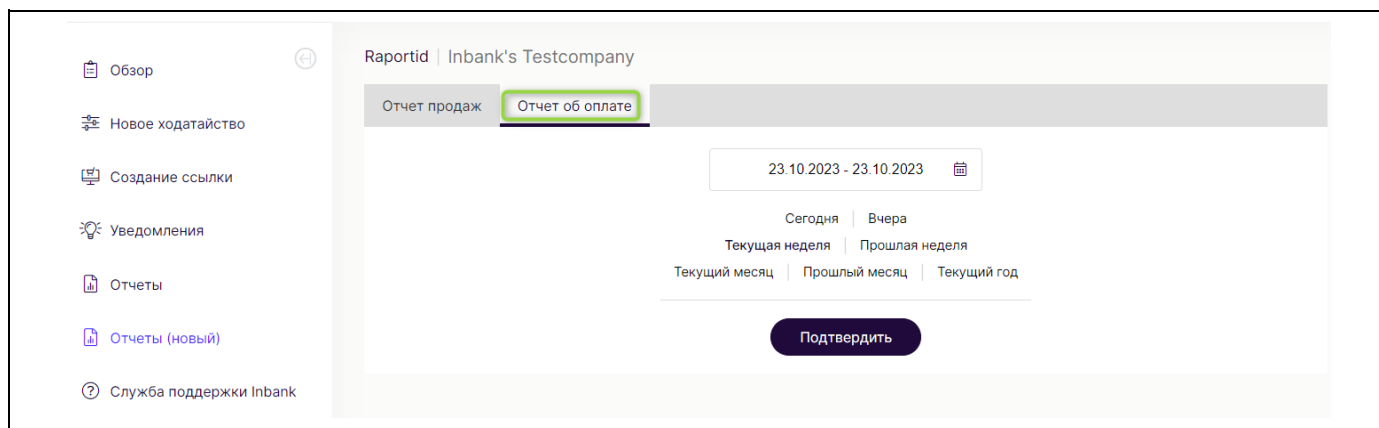 Обзор
Новое ходатайство
Создание ссылки
Уведомления
Отчеты
Отчеты (новый)
Служба поддержки Inbank
Raportid | Inbank's Testcompany
Отчет продаж Отчет об оплате
23.10.2023 - 23.10.2023
Сегодня | Вчера
Текущая неделя | Прошлая неделя
Текущий месяц | Прошлый месяц | Текущий год
Подтвердить